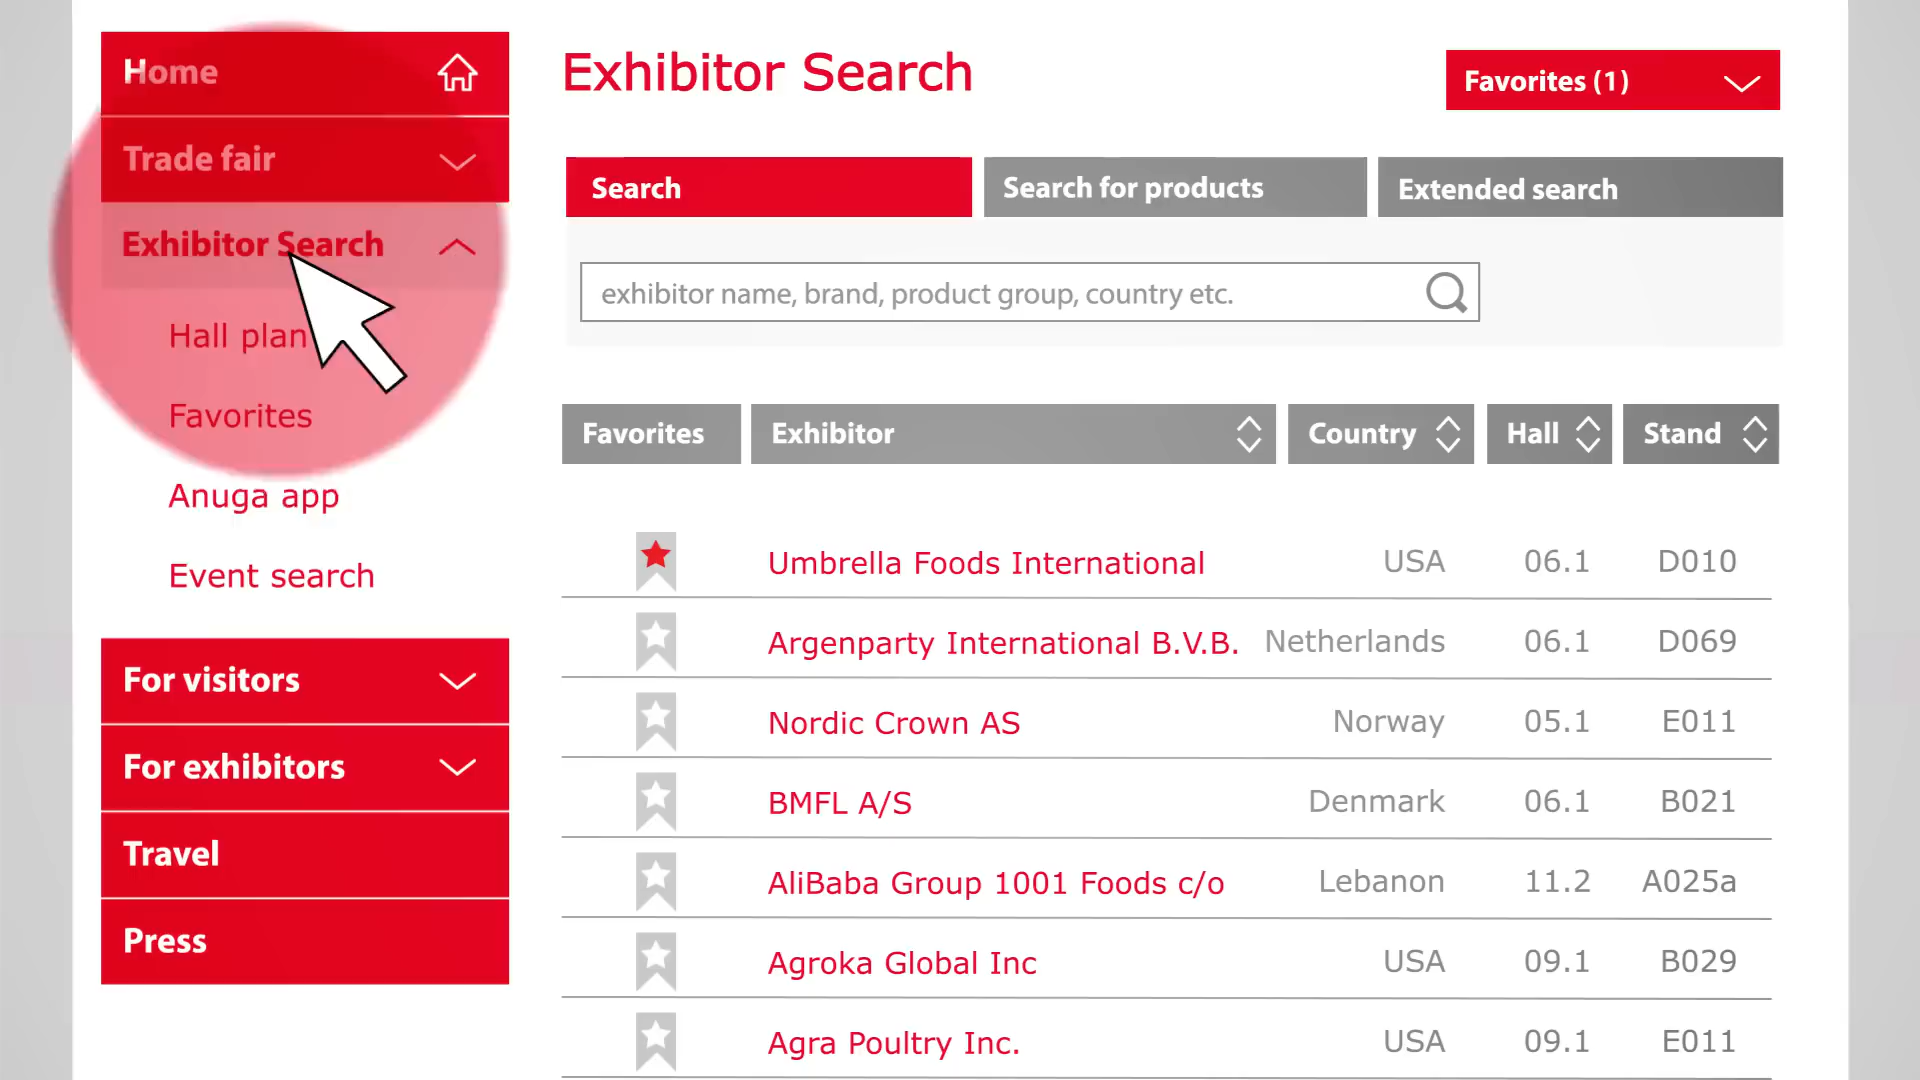 Home
Trade fair
Exhibitor Search
Hall plan
Favorites
Anuga app
Event search
For visitors
For exhibitors
Travel
Press
Exhibitor Search
Favorites (1)
Search
Search for products
Extended search
exhibitor name, brand, product group, country etc.
Favorites Exhibitor Country Hall Stand
Umbrella Foods International USA 06.1 D010
Argenparty International B.V.B. Netherlands 06.1 D069
Nordic Crown AS Norway 05.1 E011
BMFL A/S Denmark 06.1 B021
AliBaba Group 1001 Foods c/o Lebanon 11.2 A025a
Agroka Global Inc USA 09.1 B029
Agra Poultry Inc. USA 09.1 E011